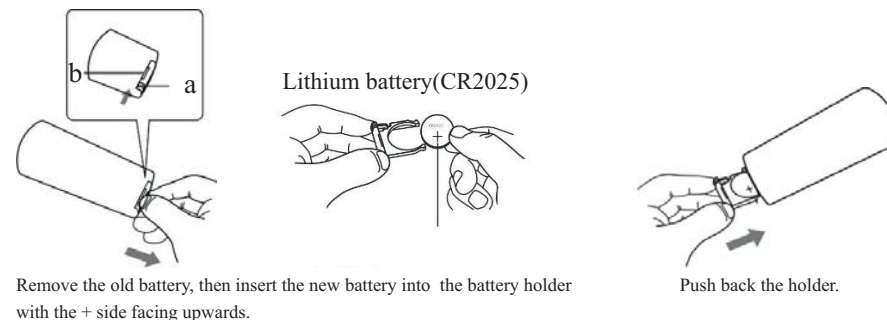 b
a
Lithium battery(CR2025)
Remove the old battery, then insert the new battery into the battery holder
with the + side facing upwards.
Push back the holder.